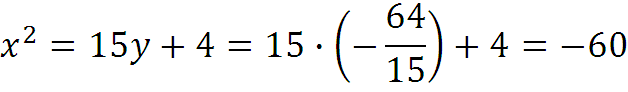 x² = 15y + 4 = 15 · (−64/15) + 4 = −60